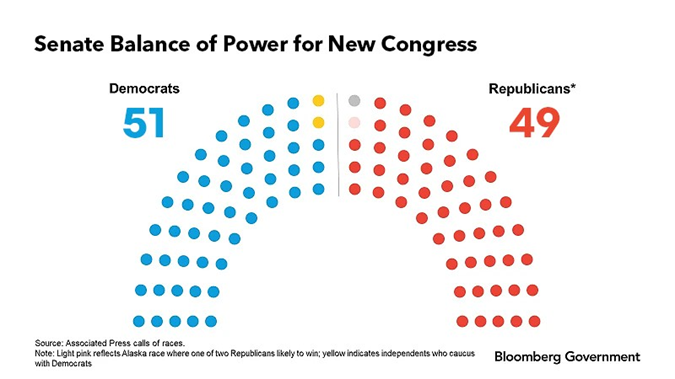 Senate Balance of Power for New Congress
Democrats
51
Republicans*
49
Source: Associated Press calls of races.
Note: Light pink reflects Alaska race where one of two Republicans likely to win; yellow indicates independents who caucus
with Democrats
Bloomberg Government